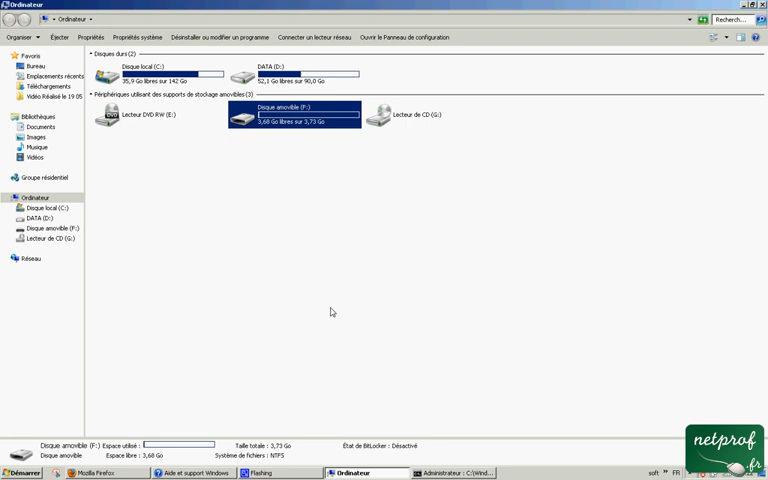 Ordinateur
Ordinateur
Recherch...
Organiser
Éjecter
Propriétés
Propriétés système
Désinstaller ou modifier un programme
Connecter un lecteur réseau
Ouvrir le Panneau de configuration
Favoris
Bureau
Emplacements récents
Téléchargements
Vidéo Réalisé le 19 05
Bibliothèques
Documents
Images
Musique
Vidéos
Groupe résidentiel
Ordinateur
Disque local (C:)
DATA (D:)
Disque amovible (F:)
Lecteur de CD (G:)
Réseau
Disques durs (2)
Disque local (C:)
35,9 Go libres sur 142 Go
DATA (D:)
52,1 Go libres sur 90,0 Go
Périphériques utilisant des supports de stockage amovibles (3)
Lecteur DVD RW (E:)
DVD
Disque amovible (F:)
3,68 Go libres sur 3,73 Go
Lecteur de CD (G:)
Disque amovible (F:) Espace utilisé :
Taille totale : 3,73 Go
État de BitLocker : Désactivé
Disque amovible
Espace libre : 3,68 Go
Système de fichiers : NTFS
Démarrer
Mozilla Firefox
Aide et support Windows
Flashing
Ordinateur
Administrateur : C:\Wind...
soft » FR
netprof
.fr